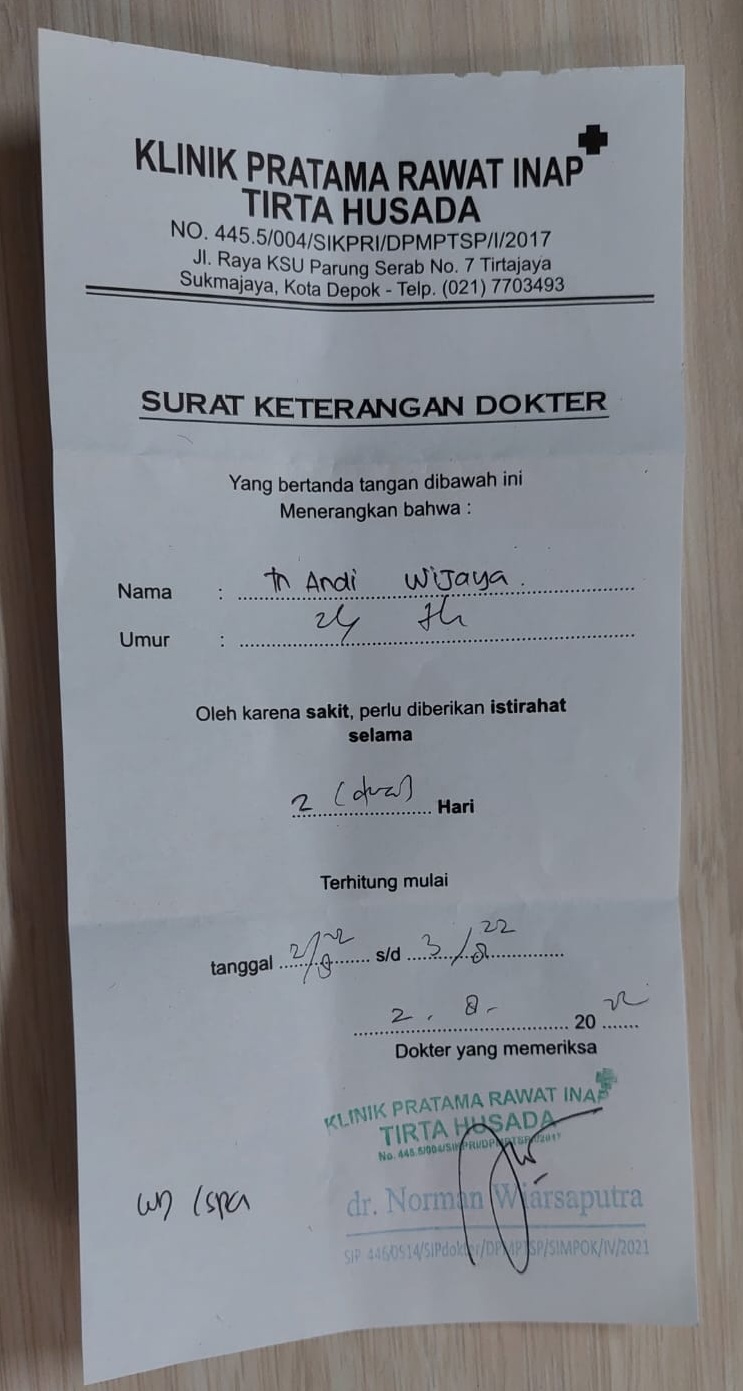 KLINIK PRATAMA RAWAT INAP
TIRTA HUSADA
NO. 445.5/004/SIKPRI/DPMPTSP/I/2017
Jl. Raya KSU Parung Serab No. 7 Tirtajaya
Sukmajaya, Kota Depok - Telp. (021) 7703493
SURAT KETERANGAN DOKTER
Yang bertanda tangan dibawah ini
Menerangkan bahwa :
Nama : Tn Andi Wijaya
Umur : 24 th
Oleh karena sakit, perlu diberikan istirahat
selama
2 (dua) Hari
Terhitung mulai
tanggal 2/8 22 s/d 3/8 22
2 . 8 - 20 22
Dokter yang memeriksa
KLINIK PRATAMA RAWAT INAP
TIRTA HUSADA
No. 445.5/004/SIKPRI/DPMPTSP/I/2017
dr. Norman Wiarsaputra
SIP 446/0514/SIPdokter/DPMPTSP/SIMPOK/IV/2021